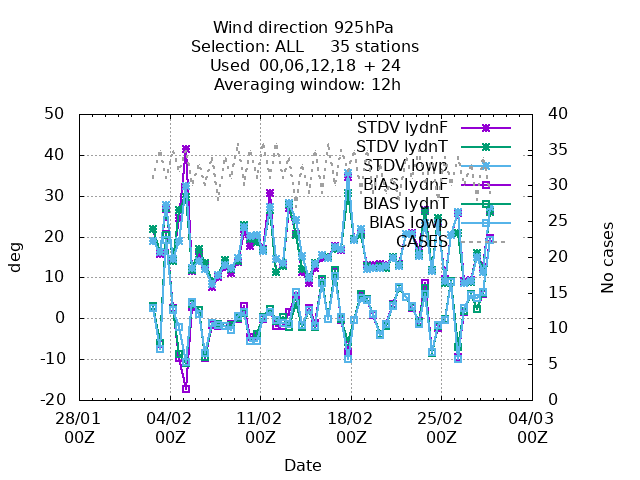 Wind direction 925hPa
Selection: ALL 35 stations
Used 00,06,12,18 + 24
Averaging window: 12h
50
40
30
20
10
0
-10
-20
deg
40
35
30
25
20
15
10
5
0
No cases
STDV lydnF
STDV lydnT
STDV lowp
BIAS lydnF
BIAS lydnT
BIAS lowp
CASES
28/01 04/02 11/02 18/02 25/02 04/03
00Z 00Z 00Z 00Z 00Z 00Z
Date